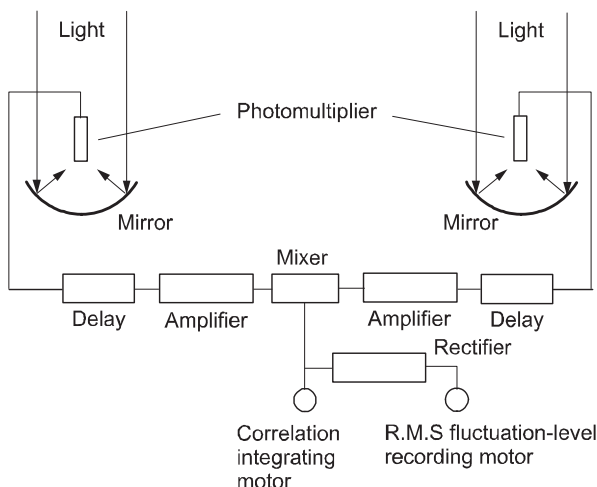 Light
Light
Photomultiplier
Mirror
Mirror
Mixer
Delay
Amplifier
Amplifier
Delay
Rectifier
Correlation
integrating
motor
R.M.S fluctuation-level
recording motor